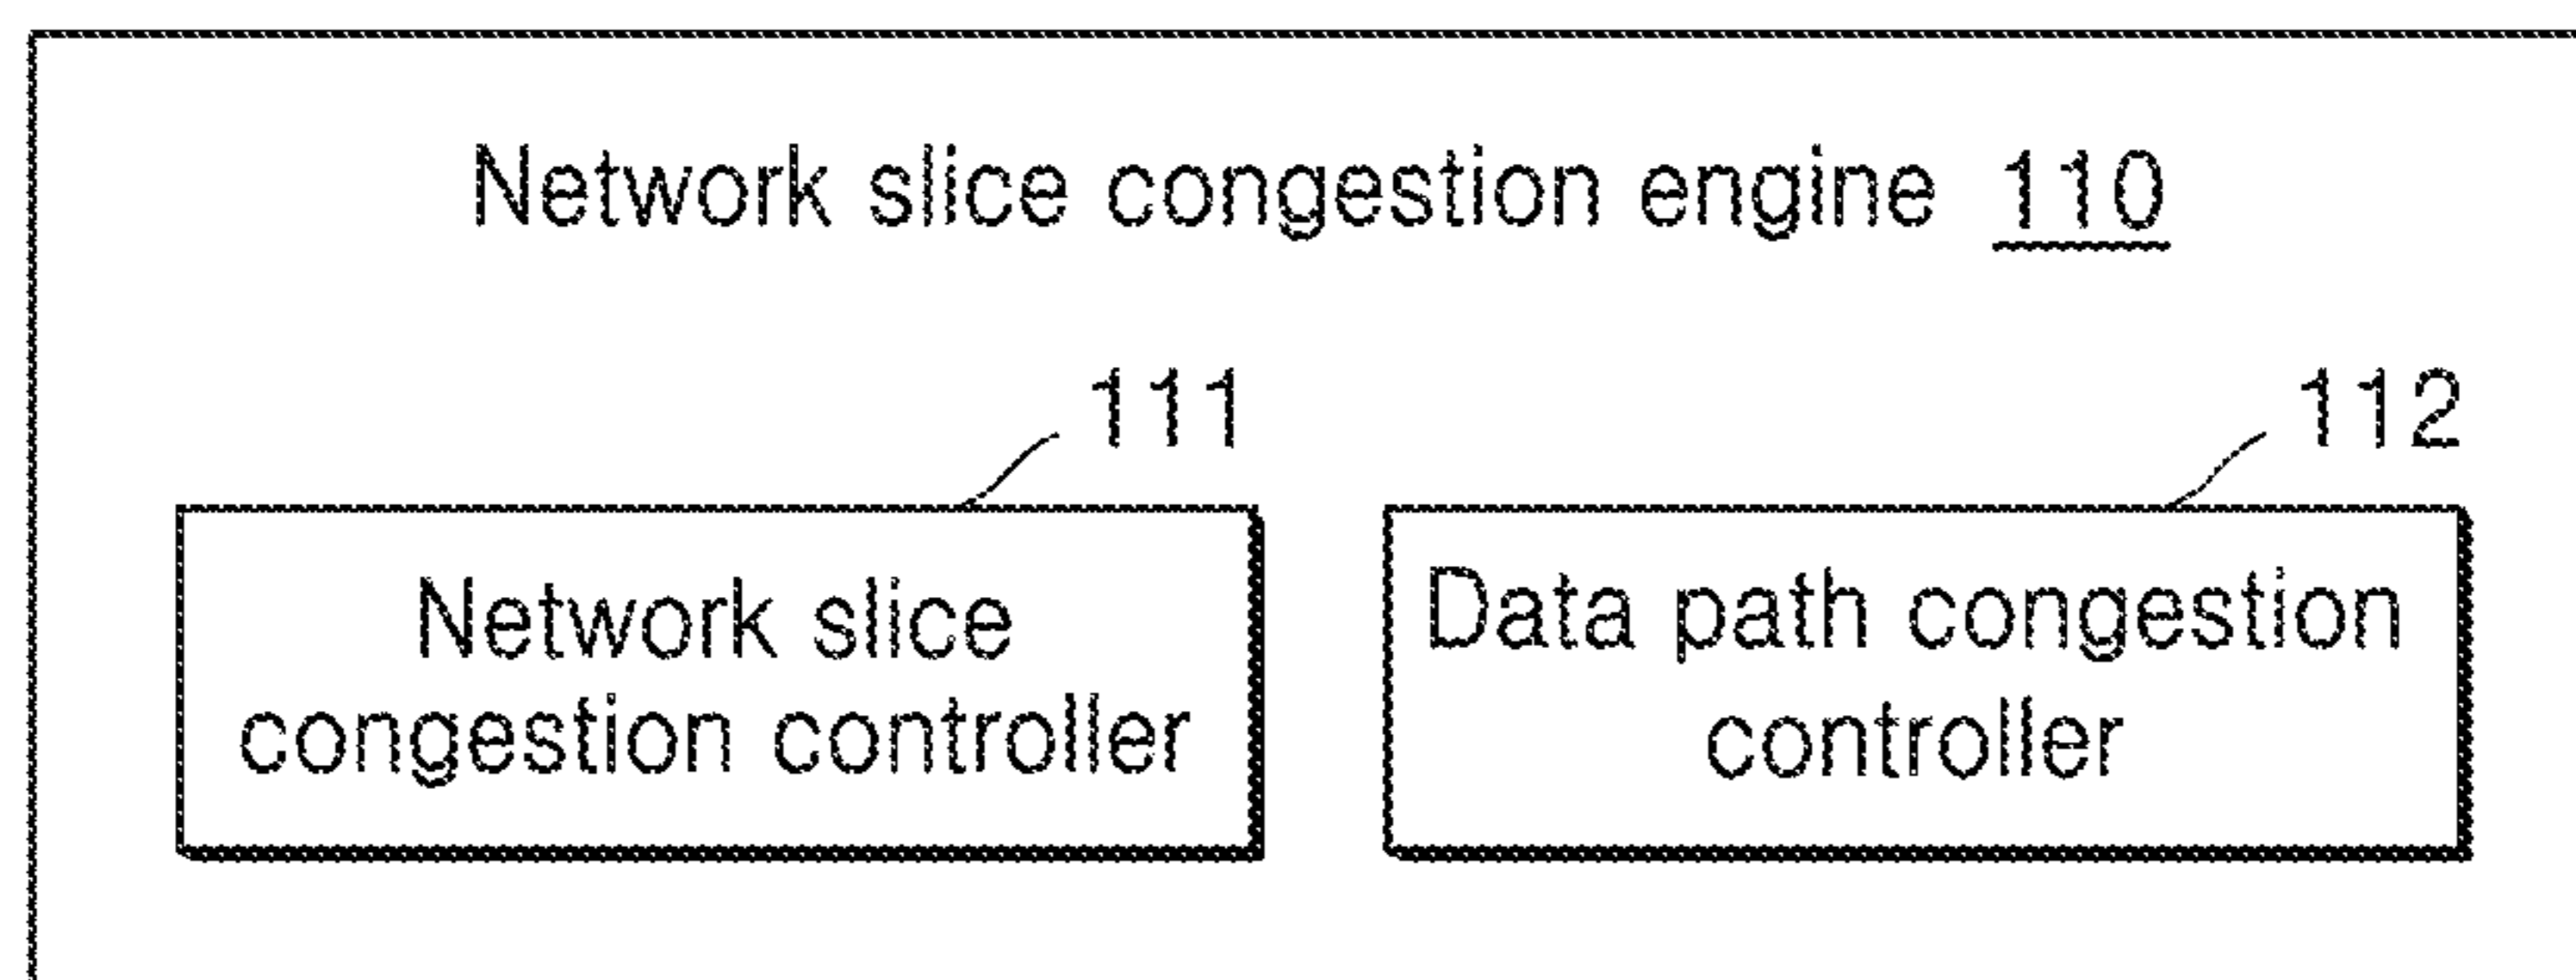 Network slice congestion engine 110
111
112
Network slice
congestion controller
Data path congestion
controller